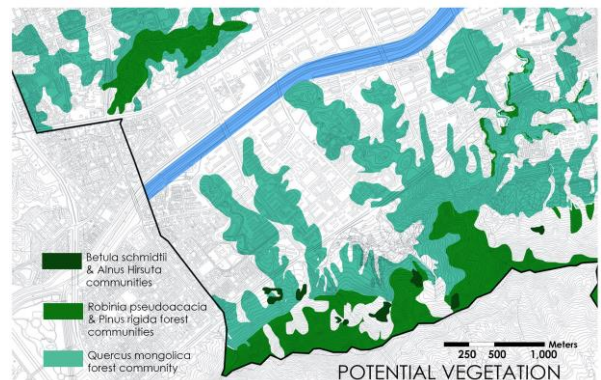 Betula schmidtii
& Alnus Hirsuta
communities
Robinia pseudoacacia
& Pinus rigida forest
communities
Quercus mongolica
forest community
Meters
250 500 1,000
POTENTIAL VEGETATION